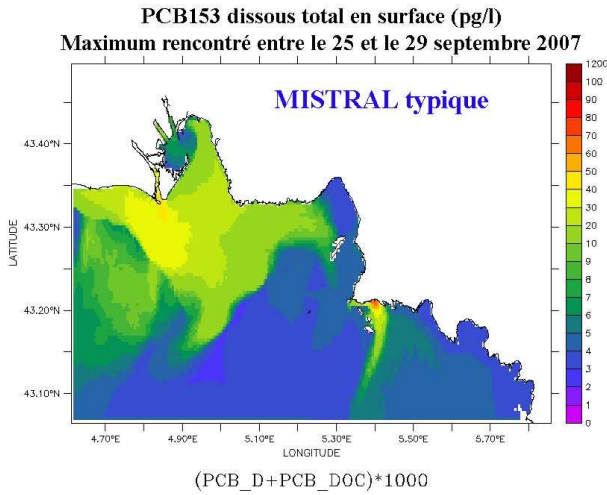 PCB153 dissous total en surface (pg/l)
Maximum rencontré entre le 25 et le 29 septembre 2007
MISTRAL typique
LATITUDE
43.40°N
43.30°N
43.20°N
43.10°N
4.70°E
4.90°E
5.10°E
5.30°E
5.50°E
5.70°E
LONGITUDE
1200
100
90
80
70
60
50
40
30
20
10
9
8
7
6
5
4
3
2
1
0
(PCB_D+PCB_DOC)*1000